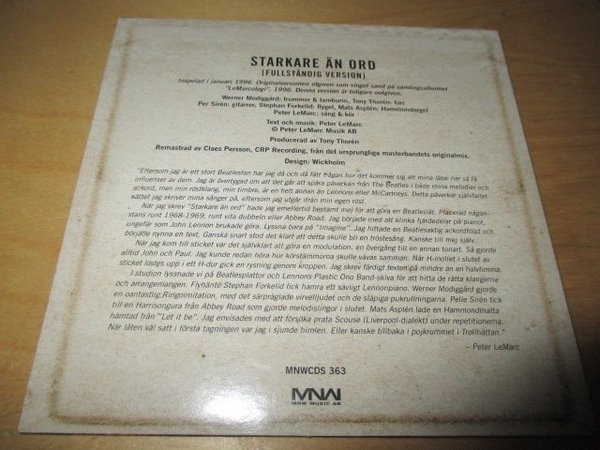 STARKARE ÄN ORD
[FULLSTÄNDIG VERSION]
Inspelad i januari 1996. Originalversionen utgiven som singel samt på samlingsalbumet
"LeMarcologi", 1996. Denna version är tidigare outgiven.
Werner Modiggård: trummor & tamburin, Tony Thorén: bas
Per Sirén: gitarrer, Stephan Forkelid: flygel, Mats Asplén: Hammondorgel
Peter LeMarc: sång & kör
Text och musik: Peter LeMarc
© Peter LeMarc Musik AB
Producerad av Tony Thorén
Remastrad av Claes Persson, CRP Recording, från det ursprungliga masterbandets originalmix.
Design: Wickholm
"Eftersom jag är ett stort Beatlesfan har jag då och då fått frågan hur det kommer sig att mina låtar har så få
influenser av dem. Jag är övertygad om att det går att spåra påverkan från The Beatles i både mina melodier och
ackord, men min röstklang, min timbre, är en helt annan än Lennons eller McCartneys. Detta påverkar självfallet
sättet jag skriver mina sånger på, eftersom jag utgår ifrån min egen röst.
När jag skrev "Starkare än ord" hade jag emellertid bestämt mej för att göra en Beatleslåt. Placerad någon-
stans runt 1968-1969, runt vita dubbeln eller Abbey Road. Jag började med att klinka fjärdedelar på pianot,
ungefär som John Lennon brukade göra. Lyssna bara på "Imagine". Jag hittade en Beatlesaktig ackordföljd och
började nynna en text. Ganska snart stod det klart att detta skulle bli en tröstesång. Kanske till mej själv.
När jag kom till sticket var det självklart att göra en modulation, en övergång till en annan tonart. Så gjorde
alltid John och Paul. Jag kunde redan höra hur körstämmorna skulle vävas samman. När H-mollet i slutet av
sticket löstes upp i ett H-dur gick en rysning genom kroppen. Jag skrev färdigt texten på mindre än en halvtimma.
I studion lyssnade vi på Beatlesplattor och Lennons Plastic Ono Band-skiva för att hitta de rätta klangerna
och arrangemangen. Flyhänte Stephan Forkelid fick hamra ett såvligt Lennonpiano. Werner Modiggård gjorde
en oantastlig Ringoimitation, med det särpräglade virvelljudet och de släpiga pukrullningarna. Pelle Sirén fick
till en Harrisongura från Abbey Road som gjorde melodislingor i slutet. Mats Asplén lade en Hammondmatta
hämtad från "Let it be". Jag envisades med att försöka prata Scouse (Liverpool-dialekt) under repetitionerna.
När låten väl satt i första tagningen var jag i sjunde himlen. Eller kanske tillbaka i pojkrummet i Trollhättan."
– Peter LeMarc
MNWCDS 363
MNW
MNW MUSIC AB